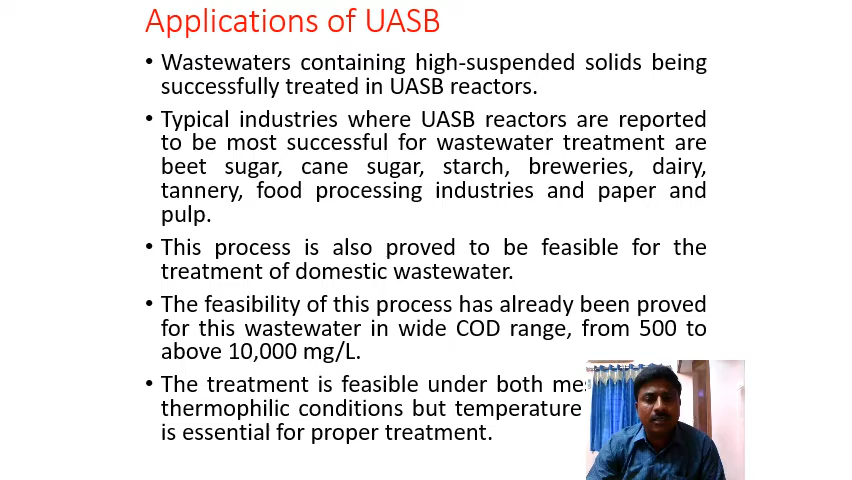 Applications of UASB
• Wastewaters containing high-suspended solids being
successfully treated in UASB reactors.
• Typical industries where UASB reactors are reported
to be most successful for wastewater treatment are
beet sugar, cane sugar, starch, breweries, dairy,
tannery, food processing industries and paper and
pulp.
• This process is also proved to be feasible for the
treatment of domestic wastewater.
• The feasibility of this process has already been proved
for this wastewater in wide COD range, from 500 to
above 10,000 mg/L.
• The treatment is feasible under both
thermophilic conditions but temperature
is essential for proper treatment.